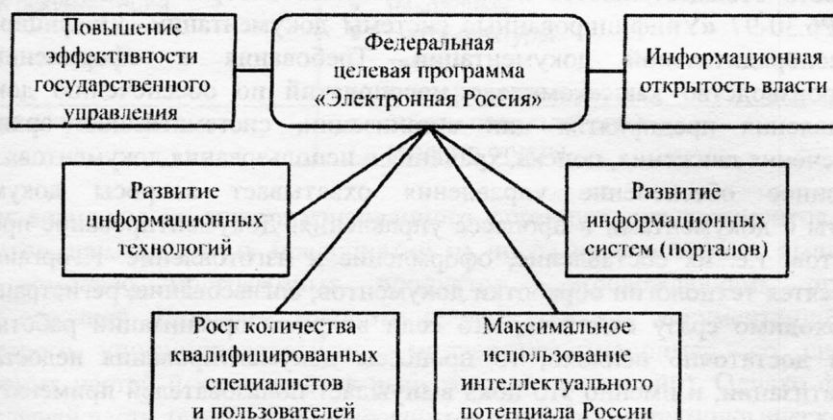 Повышение
эффективности
государственного
управления
Федеральная
целевая программа
«Электронная Россия»
Информационная
открытость власти
Развитие
информационных
технологий
Развитие
информационных
систем (порталов)
Рост количества
квалифицированных
специалистов
и пользователей
Максимальное
использование
интеллектуального
потенциала России